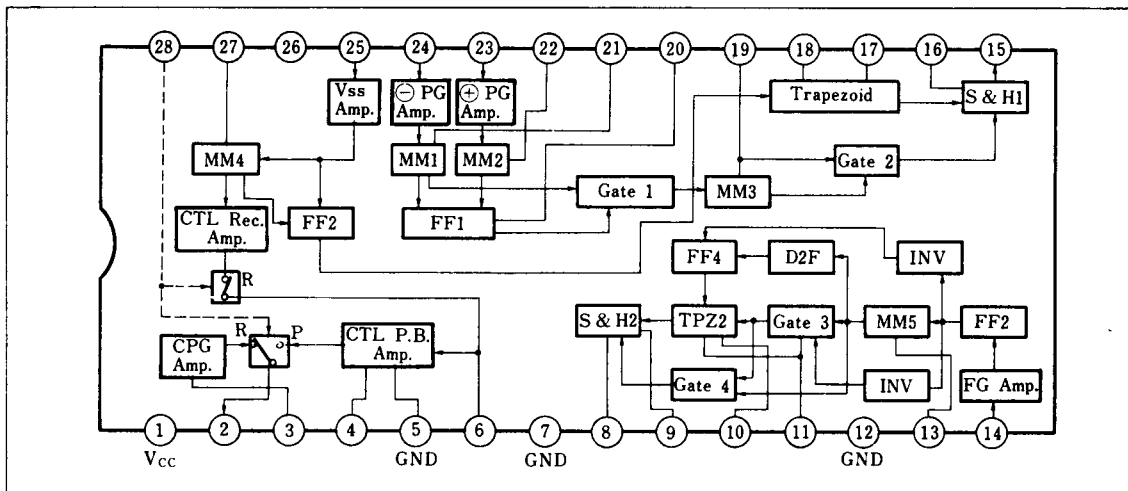 28 27 26 25 24 23 22 21 20 19 18 17 16 15
Vss
Amp.
⊖ PG
Amp.
⊕ PG
Amp.
Trapezoid
S & H1
MM4
MM1
MM2
Gate 2
Gate 1
MM3
CTL Rec.
Amp.
FF2
FF1
FF4
D2F
INV
R
R
P
CTL P.B.
Amp.
S & H2
TPZ2
Gate 3
MM5
FF2
CPG
Amp.
Gate 4
INV
FG Amp.
1 2 3 4 5 6 7 8 9 10 11 12 13 14
VCC
GND
GND
GND